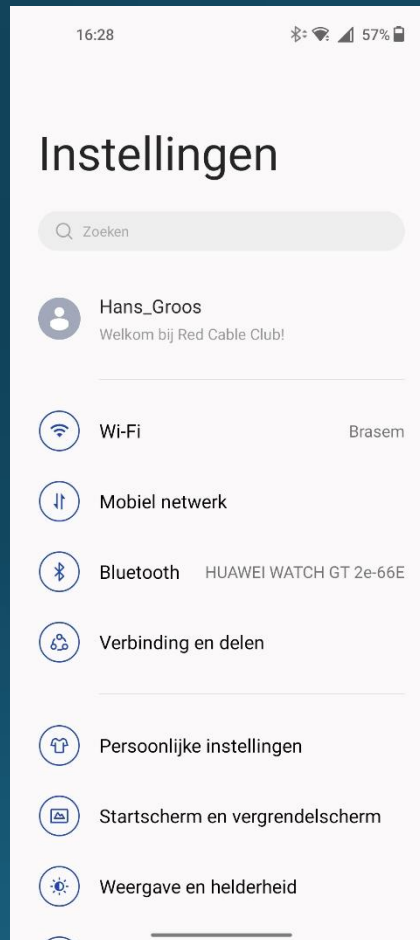 16:28 57%
Instellingen
Zoeken
Hans_Groos
Welkom bij Red Cable Club!
Wi-Fi Brasem
Mobiel netwerk
Bluetooth HUAWEI WATCH GT 2e-66E
Verbinding en delen
Persoonlijke instellingen
Startscherm en vergrendelscherm
Weergave en helderheid